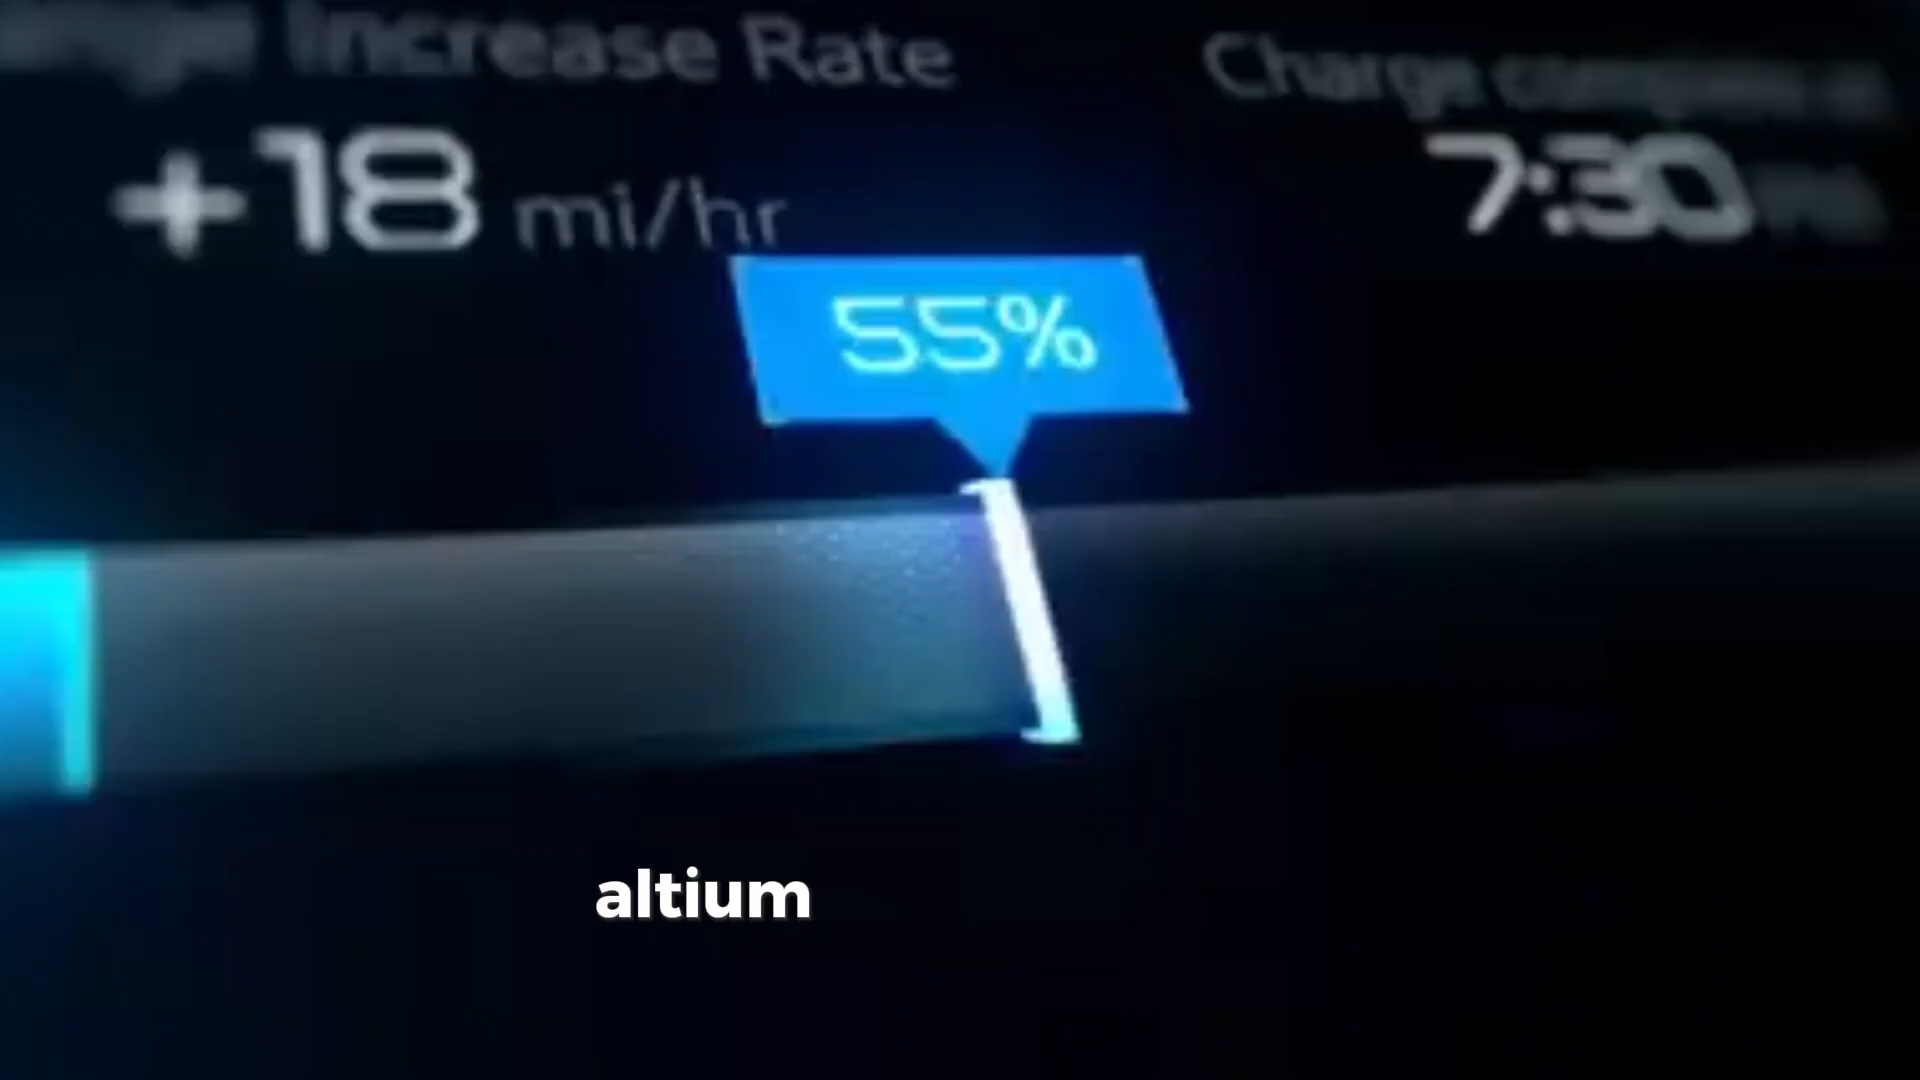 Increase Rate
Charge
+18 mi/hr
7:30
55%
altium